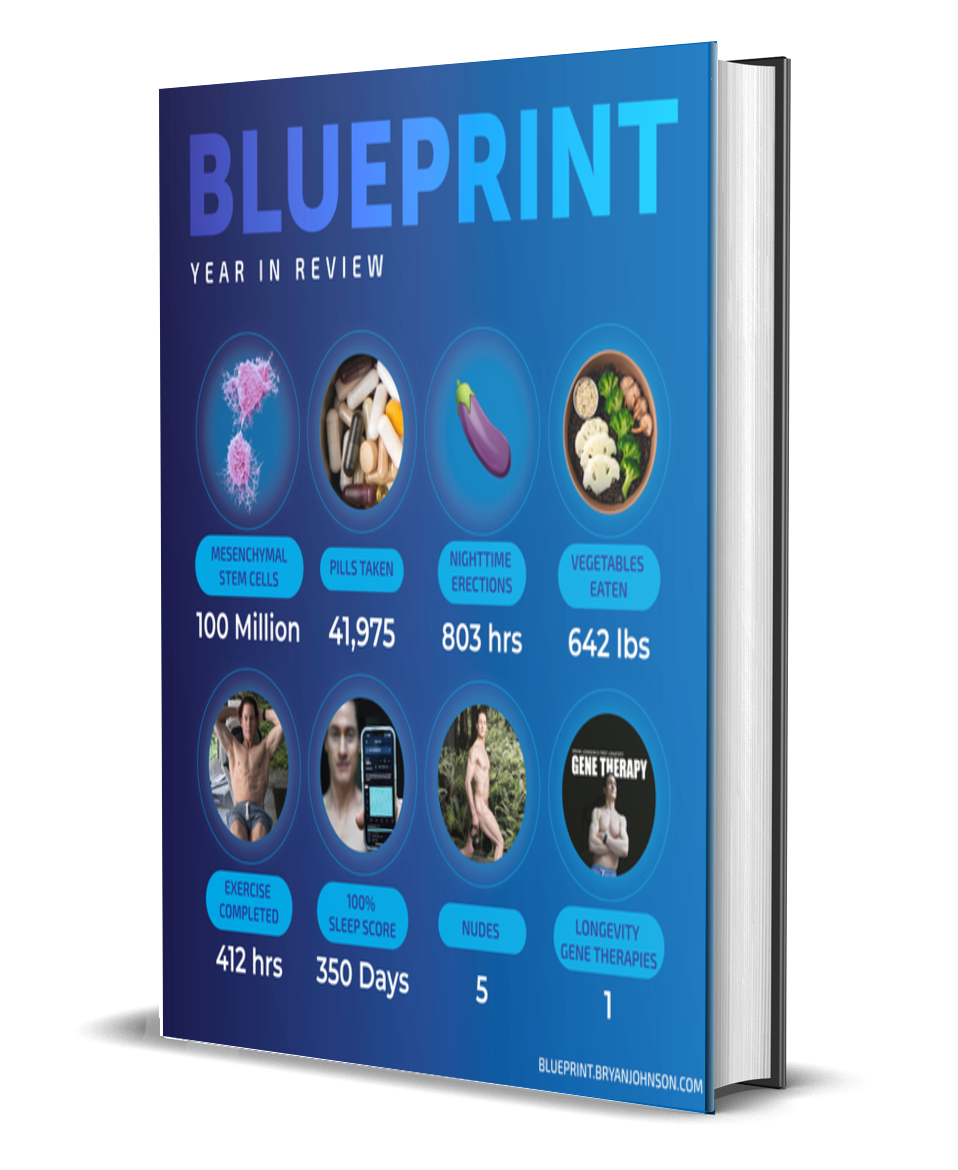 BLUEPRINT
YEAR IN REVIEW
MESENCHYMAL
STEM CELLS
100 Million
PILLS TAKEN
41,975
NIGHTTIME
ERECTIONS
803 hrs
VEGETABLES
EATEN
642 lbs
GENE THERAPY
EXERCISE
COMPLETED
412 hrs
100%
SLEEP SCORE
350 Days
NUDES
5
LONGEVITY
GENE THERAPIES
1
BLUEPRINT.BRYANJOHNSON.COM